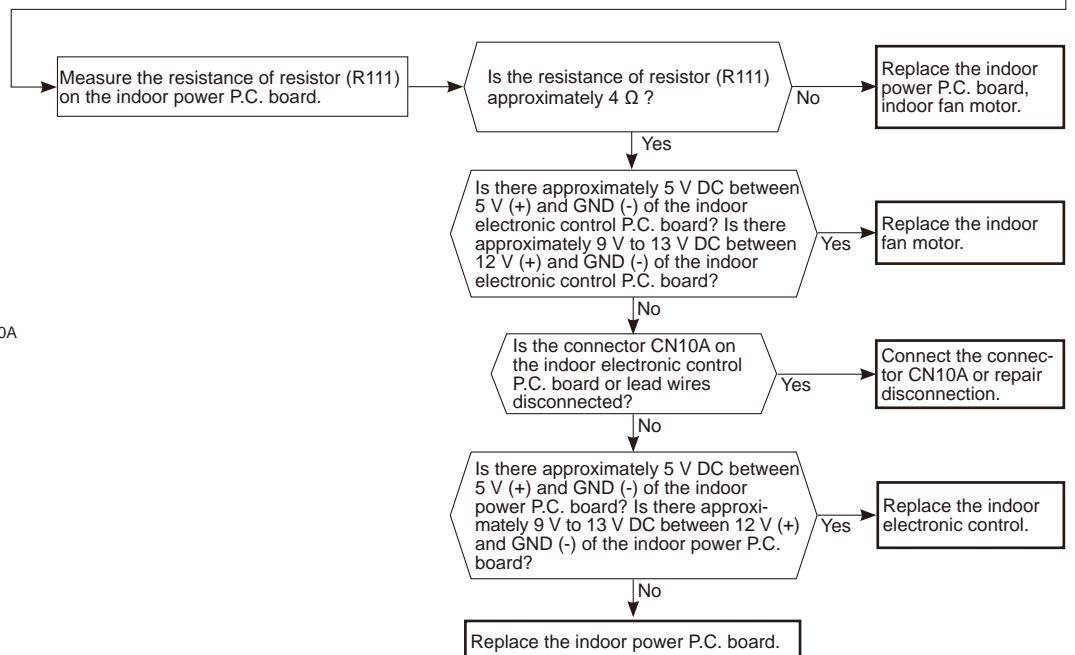 Measure the resistance of resistor (R111)
on the indoor power P.C. board.
Is the resistance of resistor (R111)
approximately 4 Ω ?
No
Replace the indoor
power P.C. board,
indoor fan motor.
Yes
Is there approximately 5 V DC between
5 V (+) and GND (-) of the indoor
electronic control P.C. board? Is there
approximately 9 V to 13 V DC between
12 V (+) and GND (-) of the indoor
electronic control P.C. board?
Yes
Replace the indoor
fan motor.
No
0A
Is the connector CN10A on
the indoor electronic control
P.C. board or lead wires
disconnected?
Yes
Connect the connec-
tor CN10A or repair
disconnection.
No
Is there approximately 5 V DC between
5 V (+) and GND (-) of the indoor
power P.C. board? Is there approxi-
mately 9 V to 13 V DC between 12 V (+)
and GND (-) of the indoor power P.C.
board?
Yes
Replace the indoor
electronic control.
No
Replace the indoor power P.C. board.